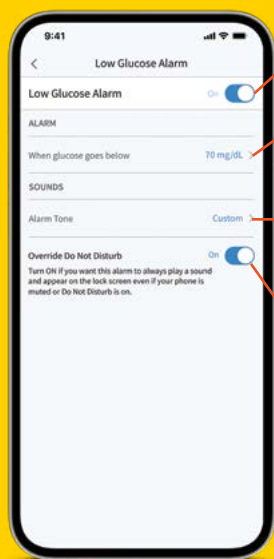 9:41
Low Glucose Alarm
Low Glucose Alarm On
ALARM
When glucose goes below 70 mg/dL
SOUNDS
Alarm Tone Custom
Override Do Not Disturb On
Turn ON if you want this alarm to always play a sound
and appear on the lock screen even if your phone is
muted or Do Not Disturb is on.